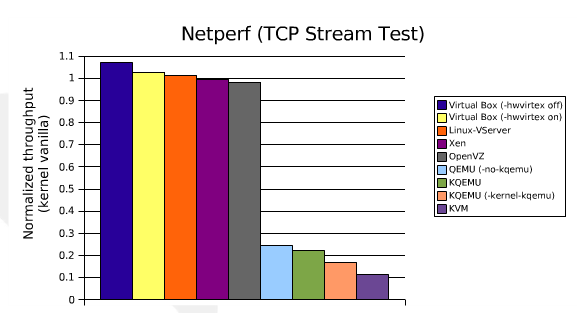 Netperf (TCP Stream Test)
Normalized throughput
(kernel vanilla)
1.1
1
0.9
0.8
0.7
0.6
0.5
0.4
0.3
0.2
0.1
0
Virtual Box (-hwvirtex off)
Virtual Box (-hwvirtex on)
Linux-VServer
Xen
OpenVZ
QEMU (-no-kqemu)
KQEMU
KQEMU (-kernel-kqemu)
KVM